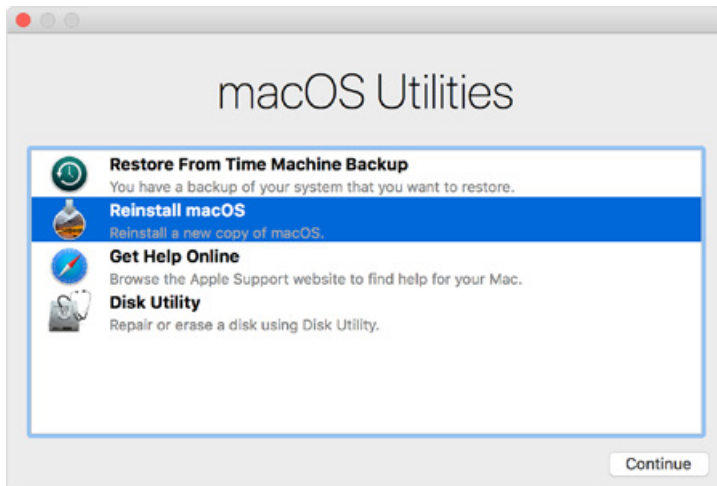 macOS Utilities
Restore From Time Machine Backup
You have a backup of your system that you want to restore.
Reinstall macOS
Reinstall a new copy of macOS.
Get Help Online
Browse the Apple Support website to find help for your Mac.
Disk Utility
Repair or erase a disk using Disk Utility.
Continue